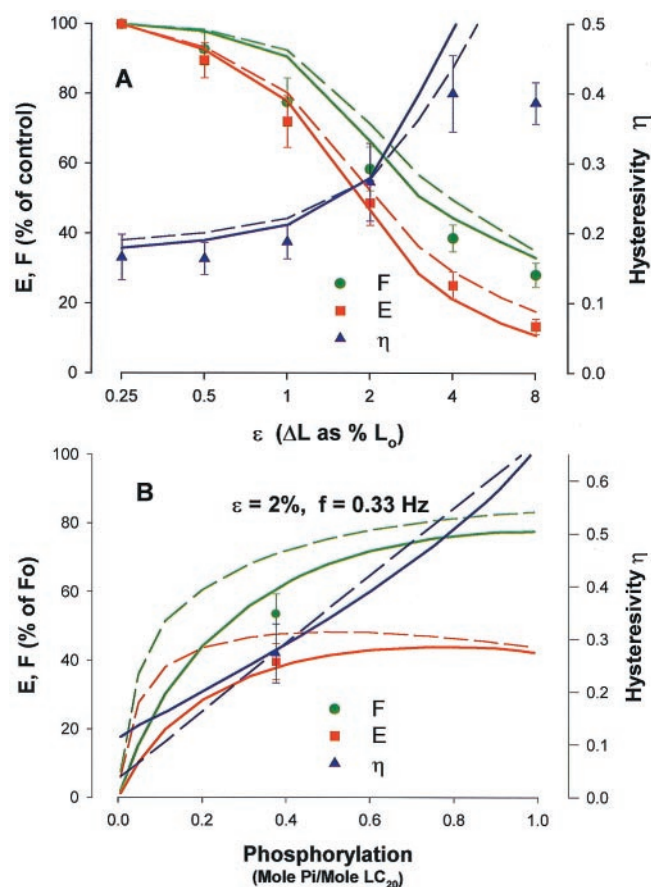 100
80
60
40
20
0
E, F (% of control)
A
F
E
η
0.5
0.4
0.3
0.2
0.1
0.0
Hysteresivity η
0.25 0.5 1 2 4 8
ε (ΔL as % Lo)
100
80
60
40
20
0
E, F (% of Fo)
B
ε = 2%, f = 0.33 Hz
F
E
η
0.6
0.5
0.4
0.3
0.2
0.1
0.0
Hysteresivity η
0.0 0.2 0.4 0.6 0.8 1.0
Phosphorylation
(Mole Pi/Mole LC20)